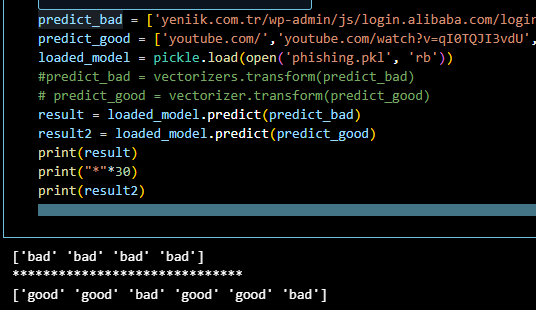 predict_bad = ['yeniik.com.tr/wp-admin/js/login.alibaba.com/login
predict_good = ['youtube.com/','youtube.com/watch?v=qI0TQJI3vdU',
loaded_model = pickle.load(open('phishing.pkl', 'rb'))
#predict_bad = vectorizers.transform(predict_bad)
# predict_good = vectorizer.transform(predict_good)
result = loaded_model.predict(predict_bad)
result2 = loaded_model.predict(predict_good)
print(result)
print("*"*30)
print(result2)
['bad' 'bad' 'bad' 'bad']
******************************
['good' 'good' 'bad' 'good' 'good' 'bad']